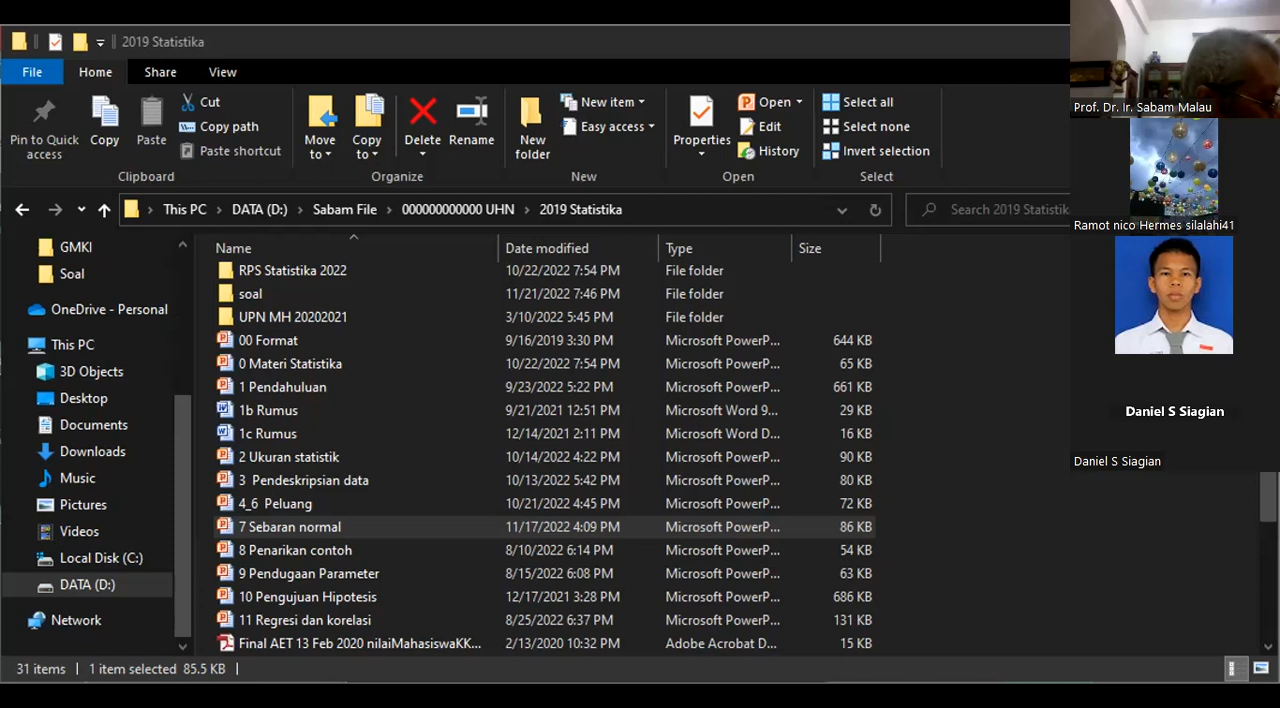 2019 Statistika
File Home Share View
Pin to Quick access
Copy
Paste
Cut
Copy path
Paste shortcut
Clipboard
Move to
Copy to
Delete
Rename
Organize
New folder
New item
Easy access
New
Properties
Open
Edit
History
Open
Select all
Select none
Invert selection
Select
This PC > DATA (D:) > Sabam File > 000000000000 UHN > 2019 Statistika
Search 2019 Statistik
GMKI
Soal
OneDrive - Personal
This PC
3D Objects
Desktop
Documents
Downloads
Music
Pictures
Videos
Local Disk (C:)
DATA (D:)
Network
Name Date modified Type Size
RPS Statistika 2022 10/22/2022 7:54 PM File folder
soal 11/21/2022 7:46 PM File folder
UPN MH 20202021 3/10/2022 5:45 PM File folder
00 Format 9/16/2019 3:30 PM Microsoft PowerP... 644 KB
0 Materi Statistika 10/22/2022 7:54 PM Microsoft PowerP... 65 KB
1 Pendahuluan 9/23/2022 5:22 PM Microsoft PowerP... 661 KB
1b Rumus 9/21/2021 12:51 PM Microsoft Word 9... 29 KB
1c Rumus 12/14/2021 2:11 PM Microsoft Word D... 16 KB
2 Ukuran statistik 10/14/2022 4:22 PM Microsoft PowerP... 90 KB
3 Pendeskripsian data 10/13/2022 5:42 PM Microsoft PowerP... 80 KB
4_6 Peluang 10/21/2022 4:45 PM Microsoft PowerP... 72 KB
7 Sebaran normal 11/17/2022 4:09 PM Microsoft PowerP... 86 KB
8 Penarikan contoh 8/10/2022 6:14 PM Microsoft PowerP... 54 KB
9 Pendugaan Parameter 8/15/2022 6:08 PM Microsoft PowerP... 63 KB
10 Pengujuan Hipotesis 12/17/2021 3:28 PM Microsoft PowerP... 686 KB
11 Regresi dan korelasi 8/25/2022 6:37 PM Microsoft PowerP... 131 KB
Final AET 13 Feb 2020 nilaiMahasiswaKK... 2/13/2020 10:32 PM Adobe Acrobat D... 15 KB
31 items 1 item selected 85.5 KB
Prof. Dr. Ir. Sabam Malau
Ramot nico Hermes silalahi41
Daniel S Siagian
Daniel S Siagian